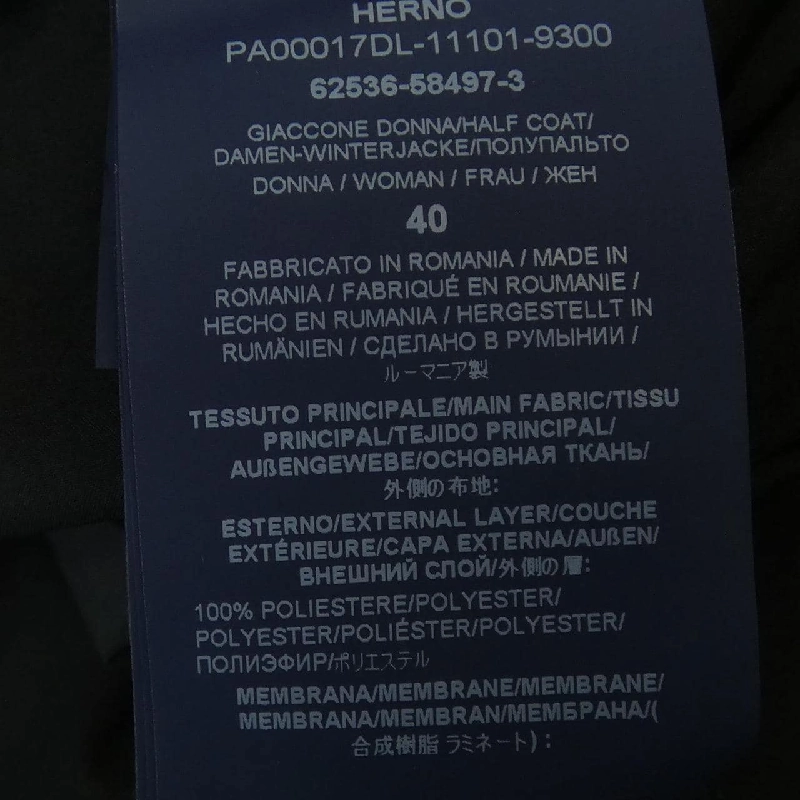 HERNO
PA00017DL-11101-9300
62536-58497-3
GIACCONE DONNA/HALF COAT/
DAMEN-WINTERJACKE/ПОЛУПАЛЬТО
DONNA / WOMAN / FRAU / ЖЕН
40
FABBRICATO IN ROMANIA / MADE IN
ROMANIA / FABRIQUÉ EN ROUMANIE /
HECHO EN RUMANIA / HERGESTELLT IN
RUMÄNIEN / СДЕЛАНО В РУМЫНИИ /
ルーマニア製
TESSUTO PRINCIPALE/MAIN FABRIC/TISSU
PRINCIPAL/TEJIDO PRINCIPAL/
AUßENGEWEBE/ОСНОВНАЯ ТКАНЬ/
外側の布地:
ESTERNO/EXTERNAL LAYER/COUCHE
EXTÉRIEURE/CAPA EXTERNA/AUßEN/
ВНЕШНИЙ СЛОЙ/外側の層:
100% POLIESTERE/POLYESTER/
POLYESTER/POLIÉSTER/POLYESTER/
ПОЛИЭФИР/ポリエステル
MEMBRANA/MEMBRANE/MEMBRANE/
MEMBRANA/MEMBRAN/МЕМБРАНА/(
合成樹脂 ラミネート):